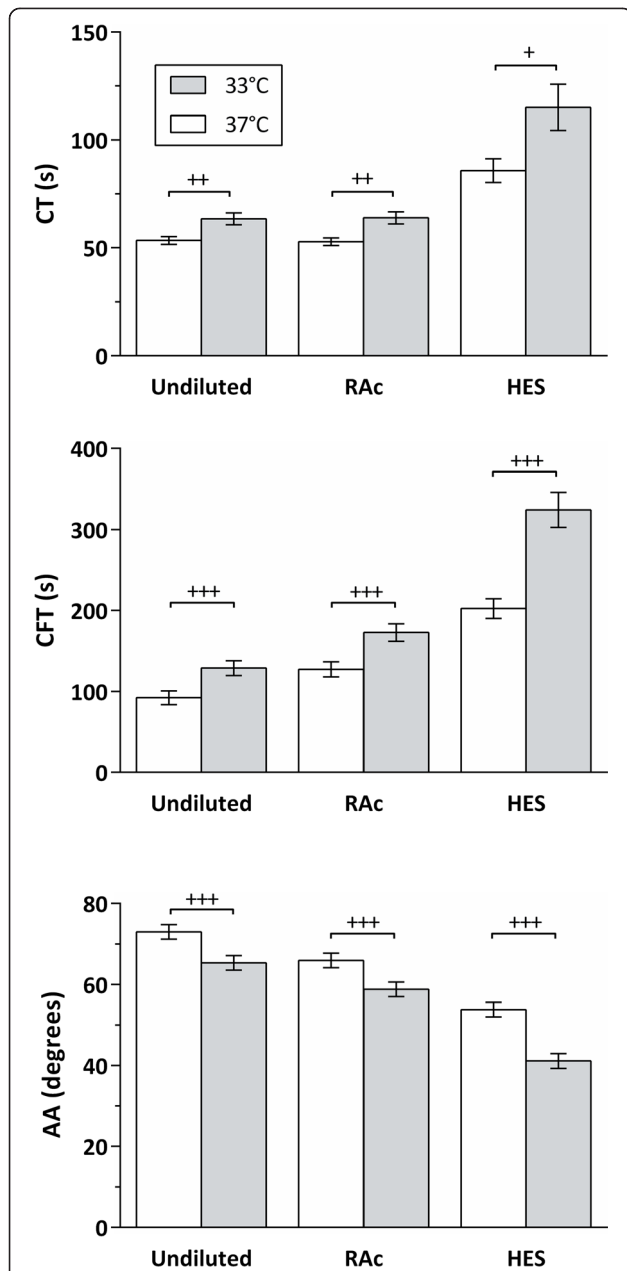 150
33°C
37°C
+
100
++
++
CT (s)
50
0
Undiluted RAc HES
400
+++
300
+++
+++
CFT (s)
200
100
0
Undiluted RAc HES
80
+++
+++
+++
60
AA (degrees)
40
20
0
Undiluted RAc HES